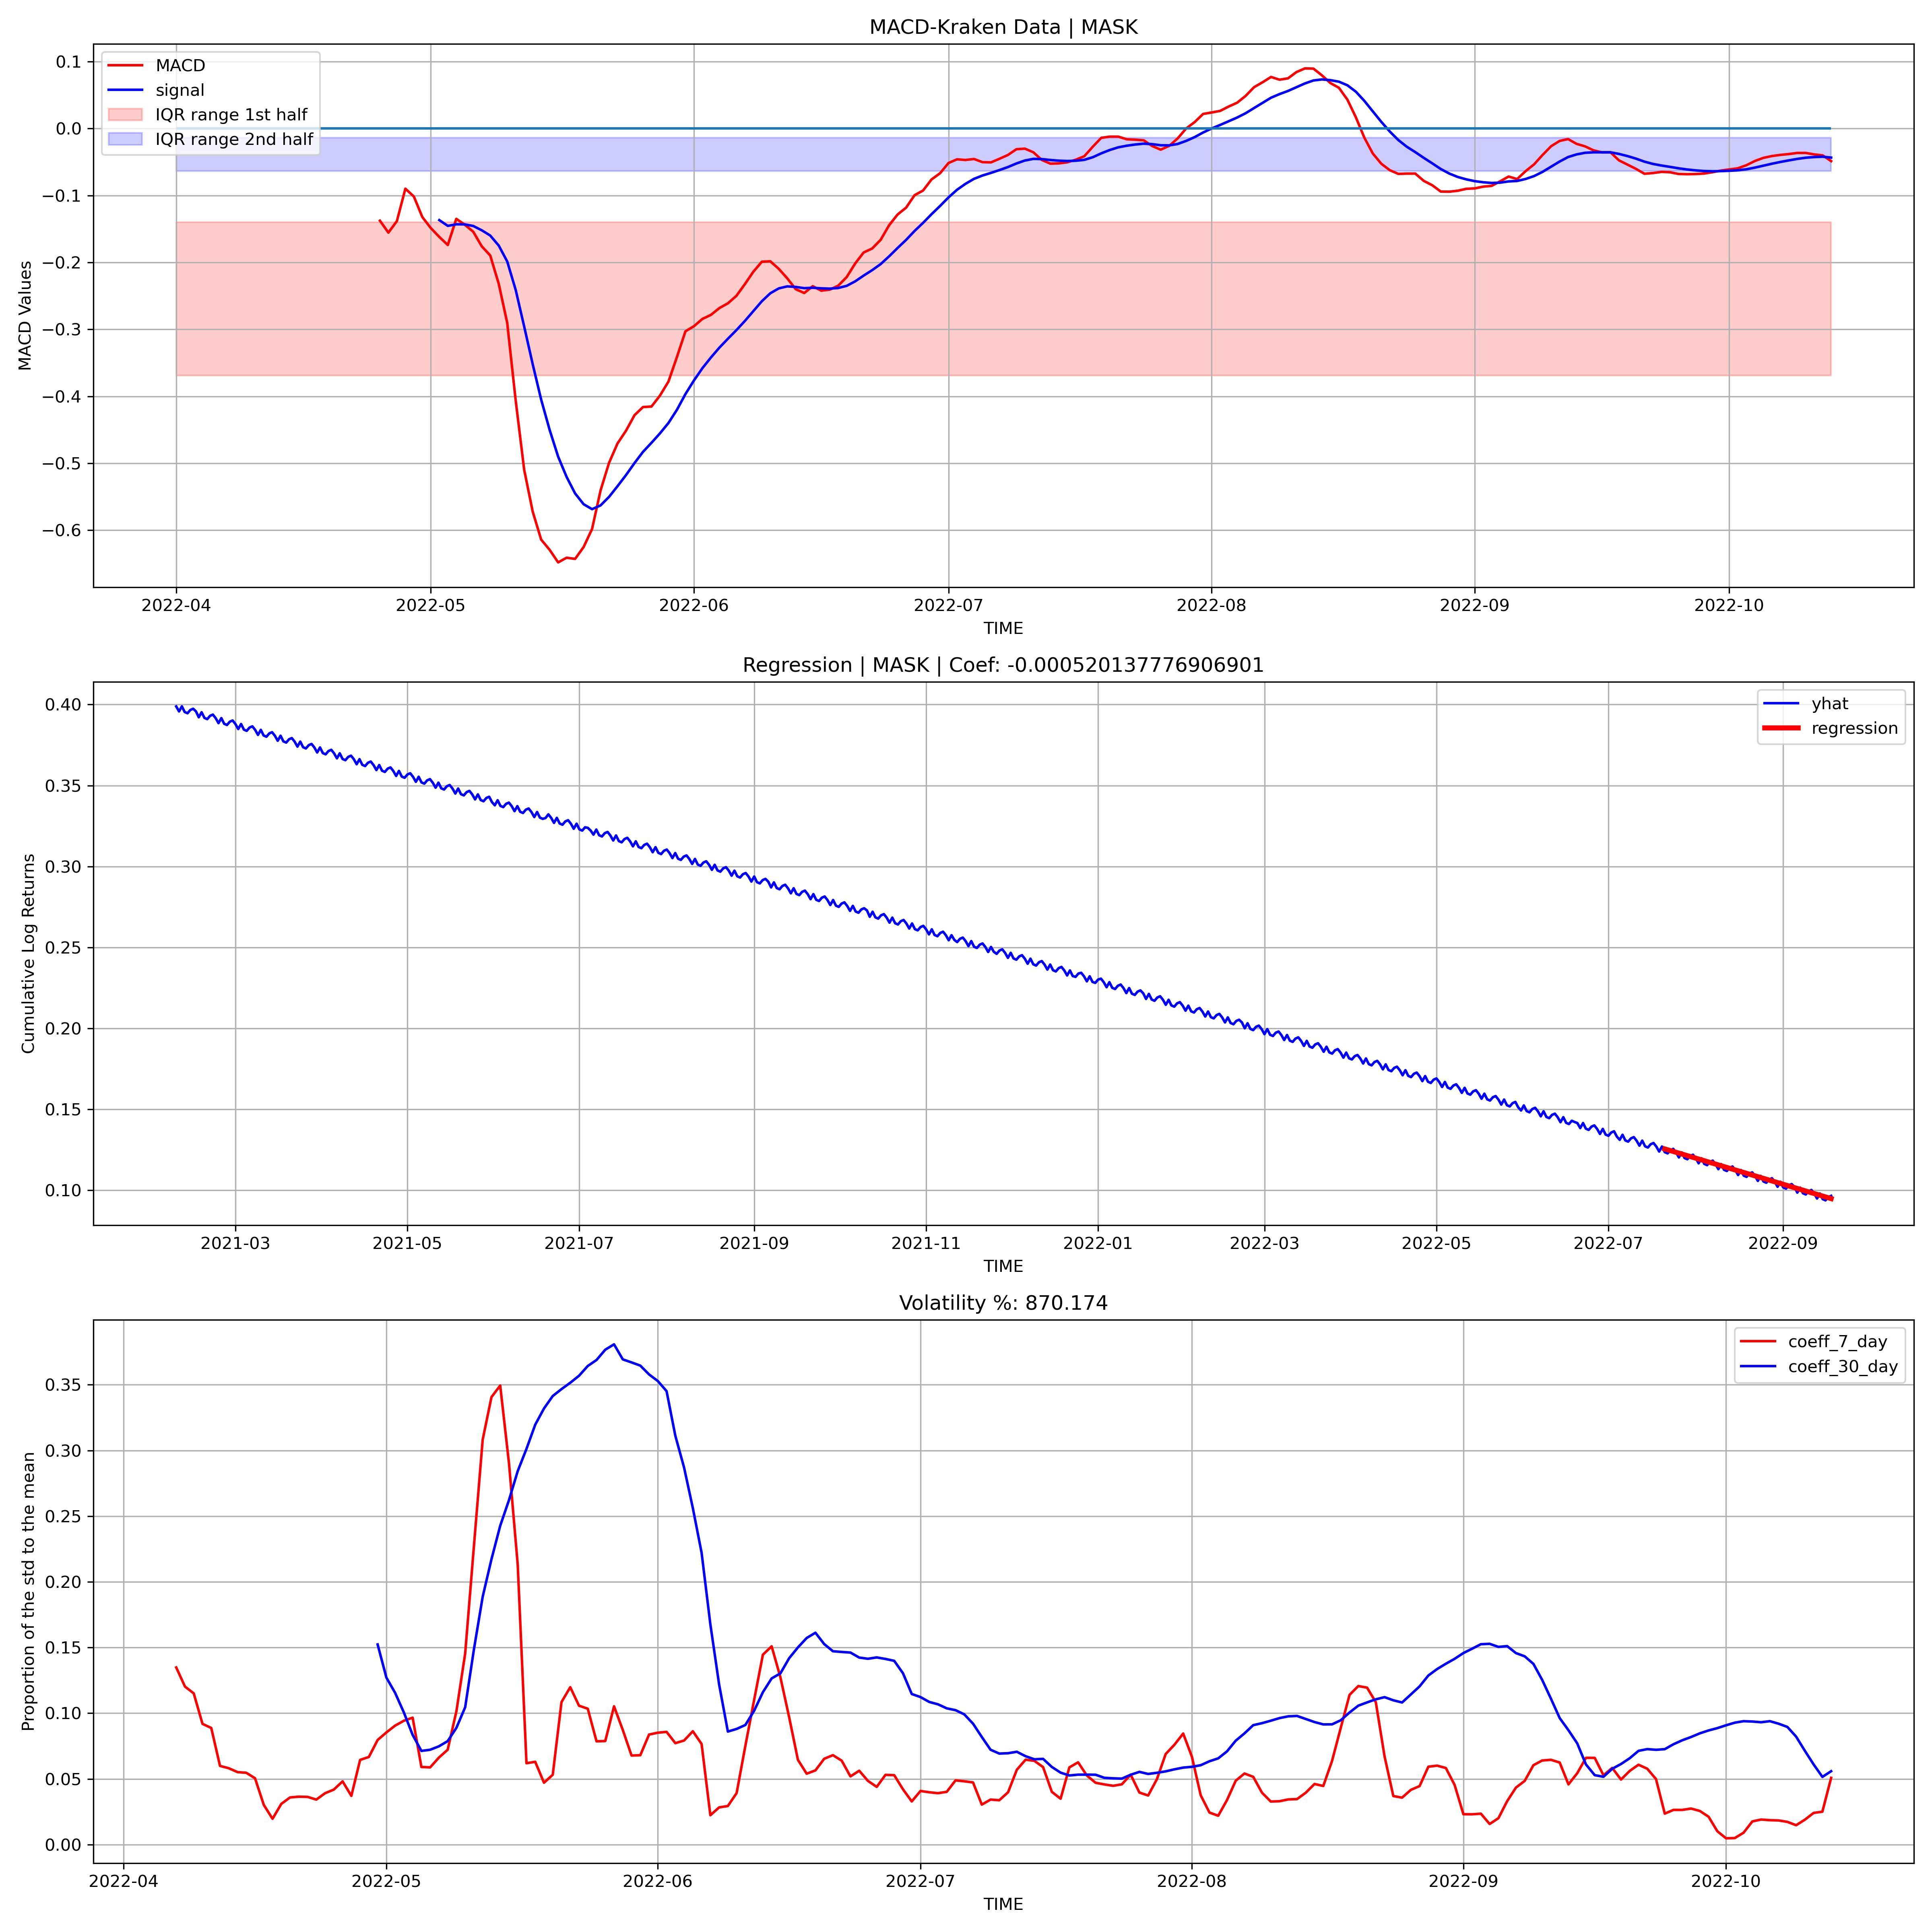 MACD-Kraken Data | MASK
MACD
signal
IQR range 1st half
IQR range 2nd half
MACD Values
0.1
0.0
−0.1
−0.2
−0.3
−0.4
−0.5
−0.6
2022-04 2022-05 2022-06 2022-07 2022-08 2022-09 2022-10
TIME
Regression | MASK | Coef: -0.000520137776906901
yhat
regression
Cumulative Log Returns
0.40
0.35
0.30
0.25
0.20
0.15
0.10
2021-03 2021-05 2021-07 2021-09 2021-11 2022-01 2022-03 2022-05 2022-07 2022-09
TIME
Volatility %: 870.174
coeff_7_day
coeff_30_day
Proportion of the std to the mean
0.35
0.30
0.25
0.20
0.15
0.10
0.05
0.00
2022-04 2022-05 2022-06 2022-07 2022-08 2022-09 2022-10
TIME